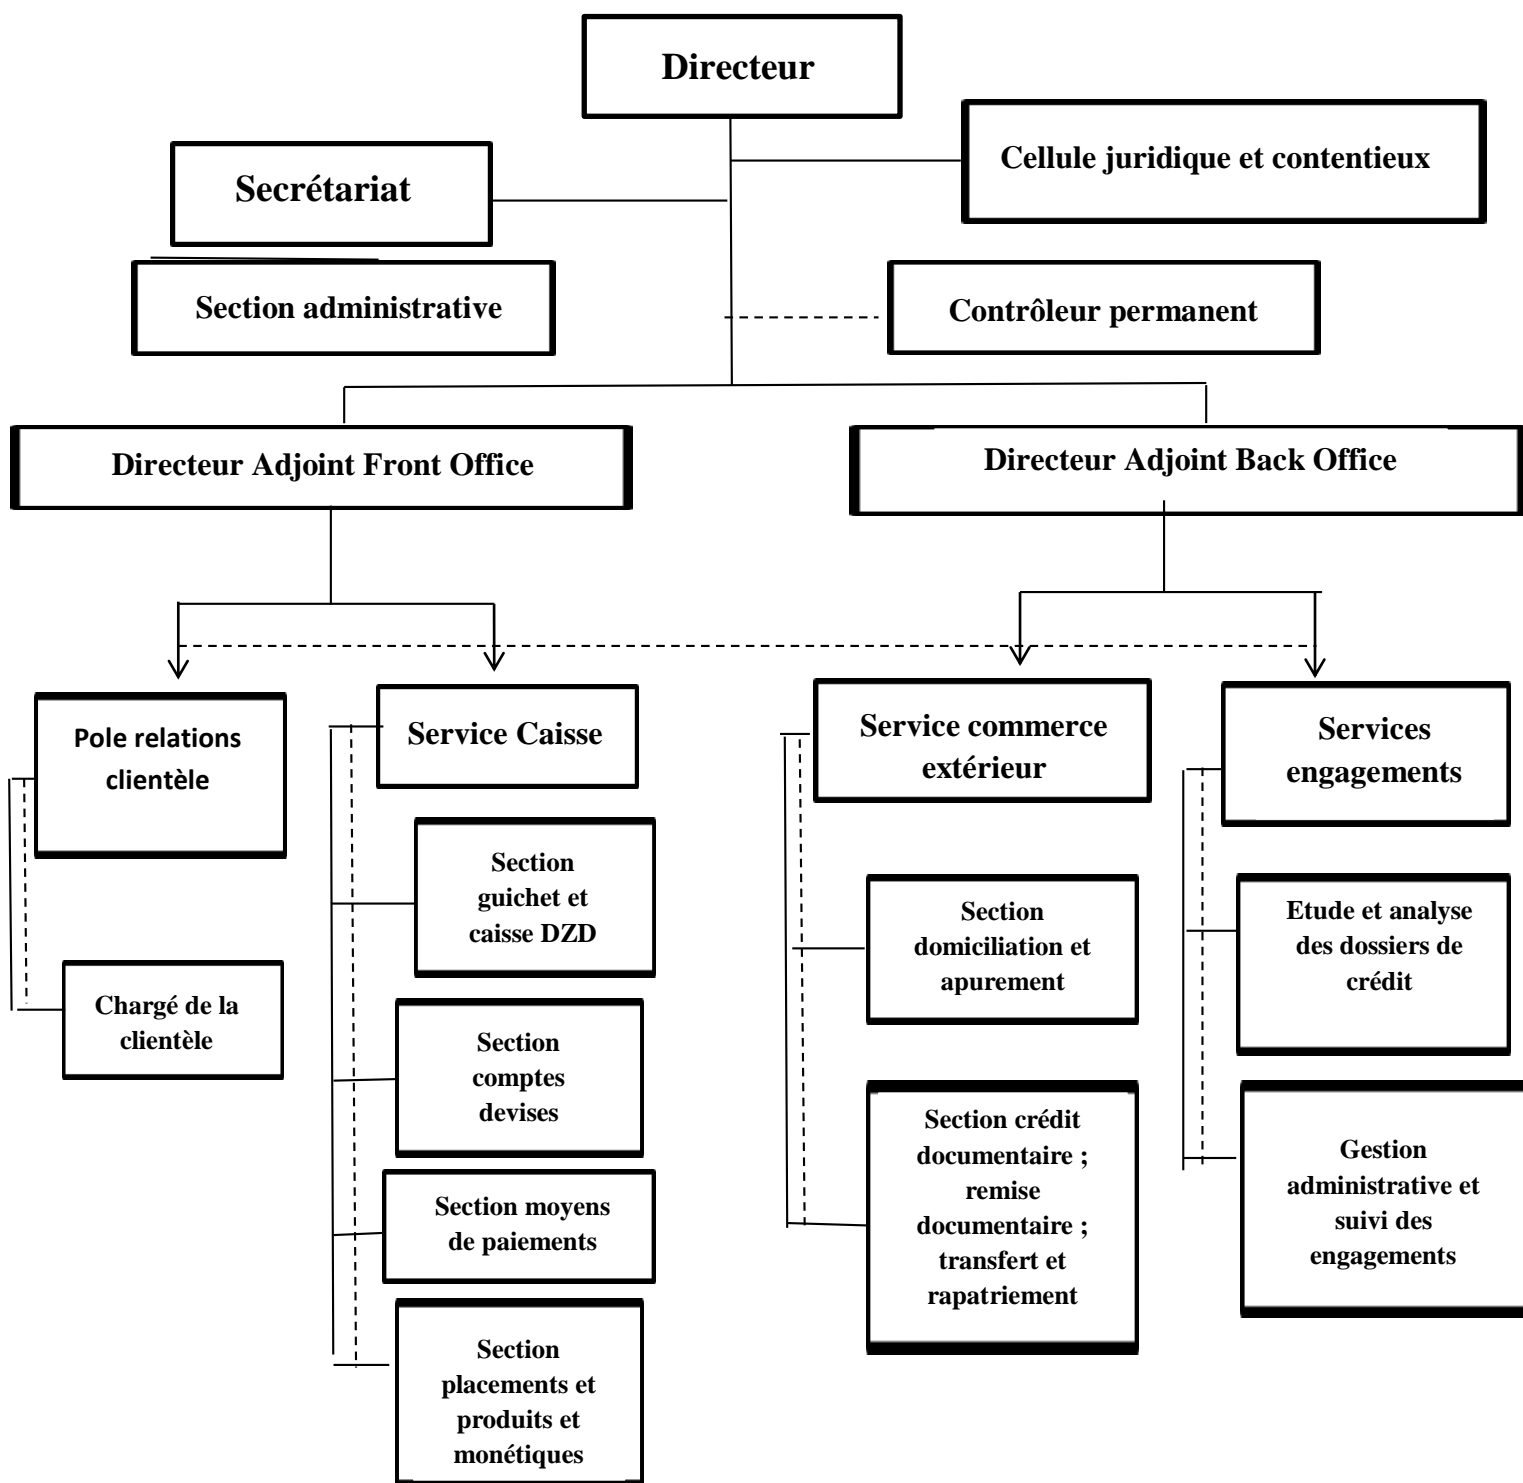 Directeur
Cellule juridique et contentieux
Secrétariat
Section administrative
Contrôleur permanent
Directeur Adjoint Front Office
Directeur Adjoint Back Office
Pole relations
clientèle
Service Caisse
Service commerce
extérieur
Services
engagements
Section
guichet et
caisse DZD
Section
domiciliation et
apurement
Etude et analyse
des dossiers de
crédit
Chargé de la
clientèle
Section
comptes
devises
Section crédit
documentaire ;
remise
documentaire ;
transfert et
rapatriement
Gestion
administrative et
suivi des
engagements
Section moyens
de paiements
Section
placements et
produits et
monétiques